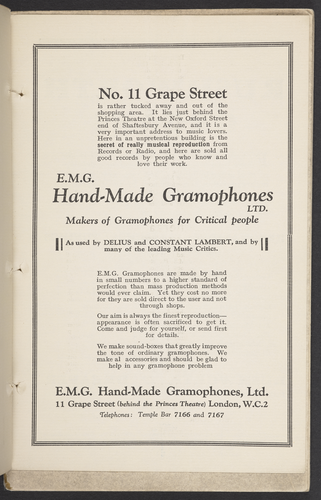 No. 11 Grape Street
is rather tucked away and out of the
shopping area. It lies just behind the
Princes Theatre at the New Oxford Street
end of Shaftesbury Avenue, and it is a
very important address to music lovers.
Here in an unpretentious building is the
secret of really musical reproduction from
Records or Radio, and here are sold all
good records by people who know and
love their work.
E.M.G.
Hand-Made Gramophones
LTD.
Makers of Gramophones for Critical people
As used by DELIUS and CONSTANT LAMBERT, and by
many of the leading Music Critics.
E.M.G. Gramophones are made by hand
in small numbers to a higher standard of
perfection than mass production methods
would ever claim. Yet they cost no more
for they are sold direct to the user and not
through shops.
Our aim is always the finest reproduction—
appearance is often sacrificed to get it.
Come and judge for yourself, or send first
for details.
We make sound-boxes that greatly improve
the tone of ordinary gramophones. We
make al accessories and should be glad to
help in any gramophone problem
E.M.G. Hand-Made Gramophones, Ltd.
11 Grape Street (behind the Princes Theatre) London, W.C.2
Telephones: Temple Bar 7166 and 7167